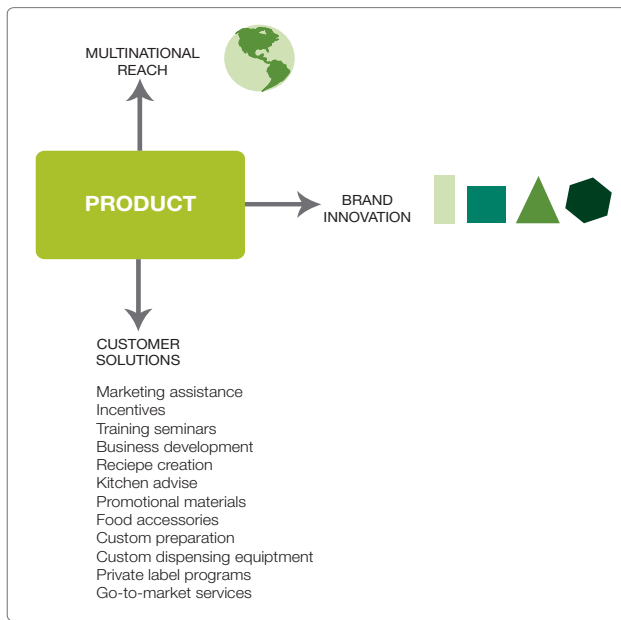 MULTINATIONAL
REACH
PRODUCT
BRAND
INNOVATION
CUSTOMER
SOLUTIONS
Marketing assistance
Incentives
Training seminars
Business development
Reciepe creation
Kitchen advise
Promotional materials
Food accessories
Custom preparation
Custom dispensing equiptment
Private label programs
Go-to-market services